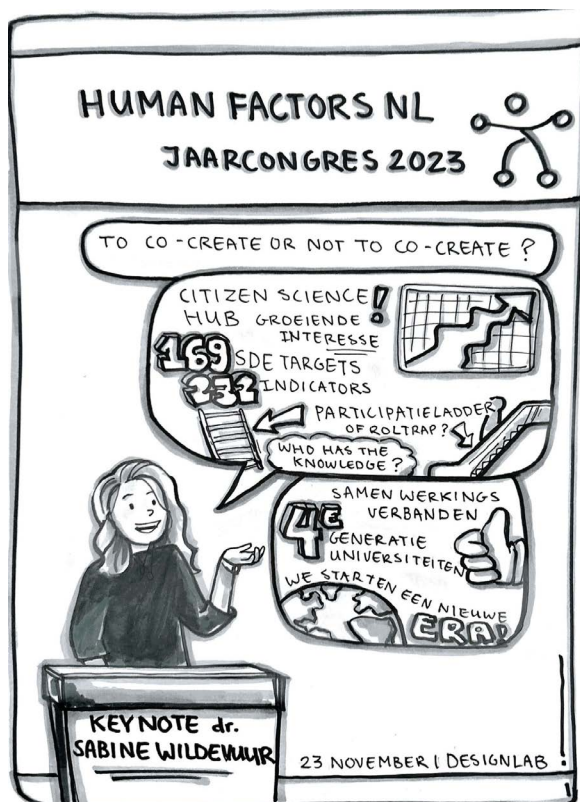 HUMAN FACTORS NL
JAARCONGRES 2023
TO CO-CREATE OR NOT TO CO-CREATE?
CITIZEN SCIENCE!
HUB GROEIENDE
INTERESSE
169 SDE TARGETS
232 INDICATORS
PARTICIPATIELADDER
OF ROLTRAP?
WHO HAS THE
KNOWLEDGE?
SAMEN WERKINGS
VERBANDEN
4E
GENERATIE
UNIVERSITEITEN
WE STARTEN EEN NIEUWE
ERA!
KEYNOTE dr.
SABINE WILDEVUUR
23 NOVEMBER | DESIGNLAB